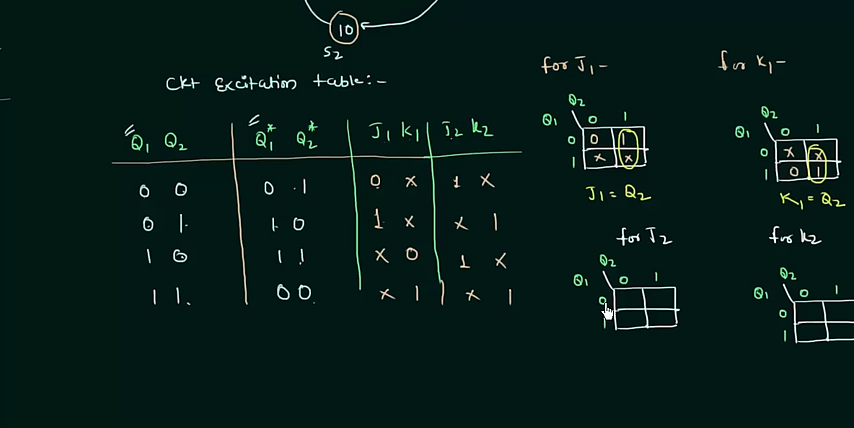 10
S2
for J1-
for K1-
Ckt Excitation table:-
Q2
Q1 0 1
0 0 1
1 x x
J1 = Q2
Q2
Q1 0 1
0 x x
1 0 1
K1 = Q2
Q1 Q2 Q1* Q2* J1 K1 J2 K2
0 0 0 1 0 x 1 x
0 1 1 0 1 x x 1
1 0 1 1 x 0 1 x
1 1 0 0 x 1 x 1
for J2
for K2
Q2
Q1 0 1
0
1
Q2
Q1 0 1
0
1